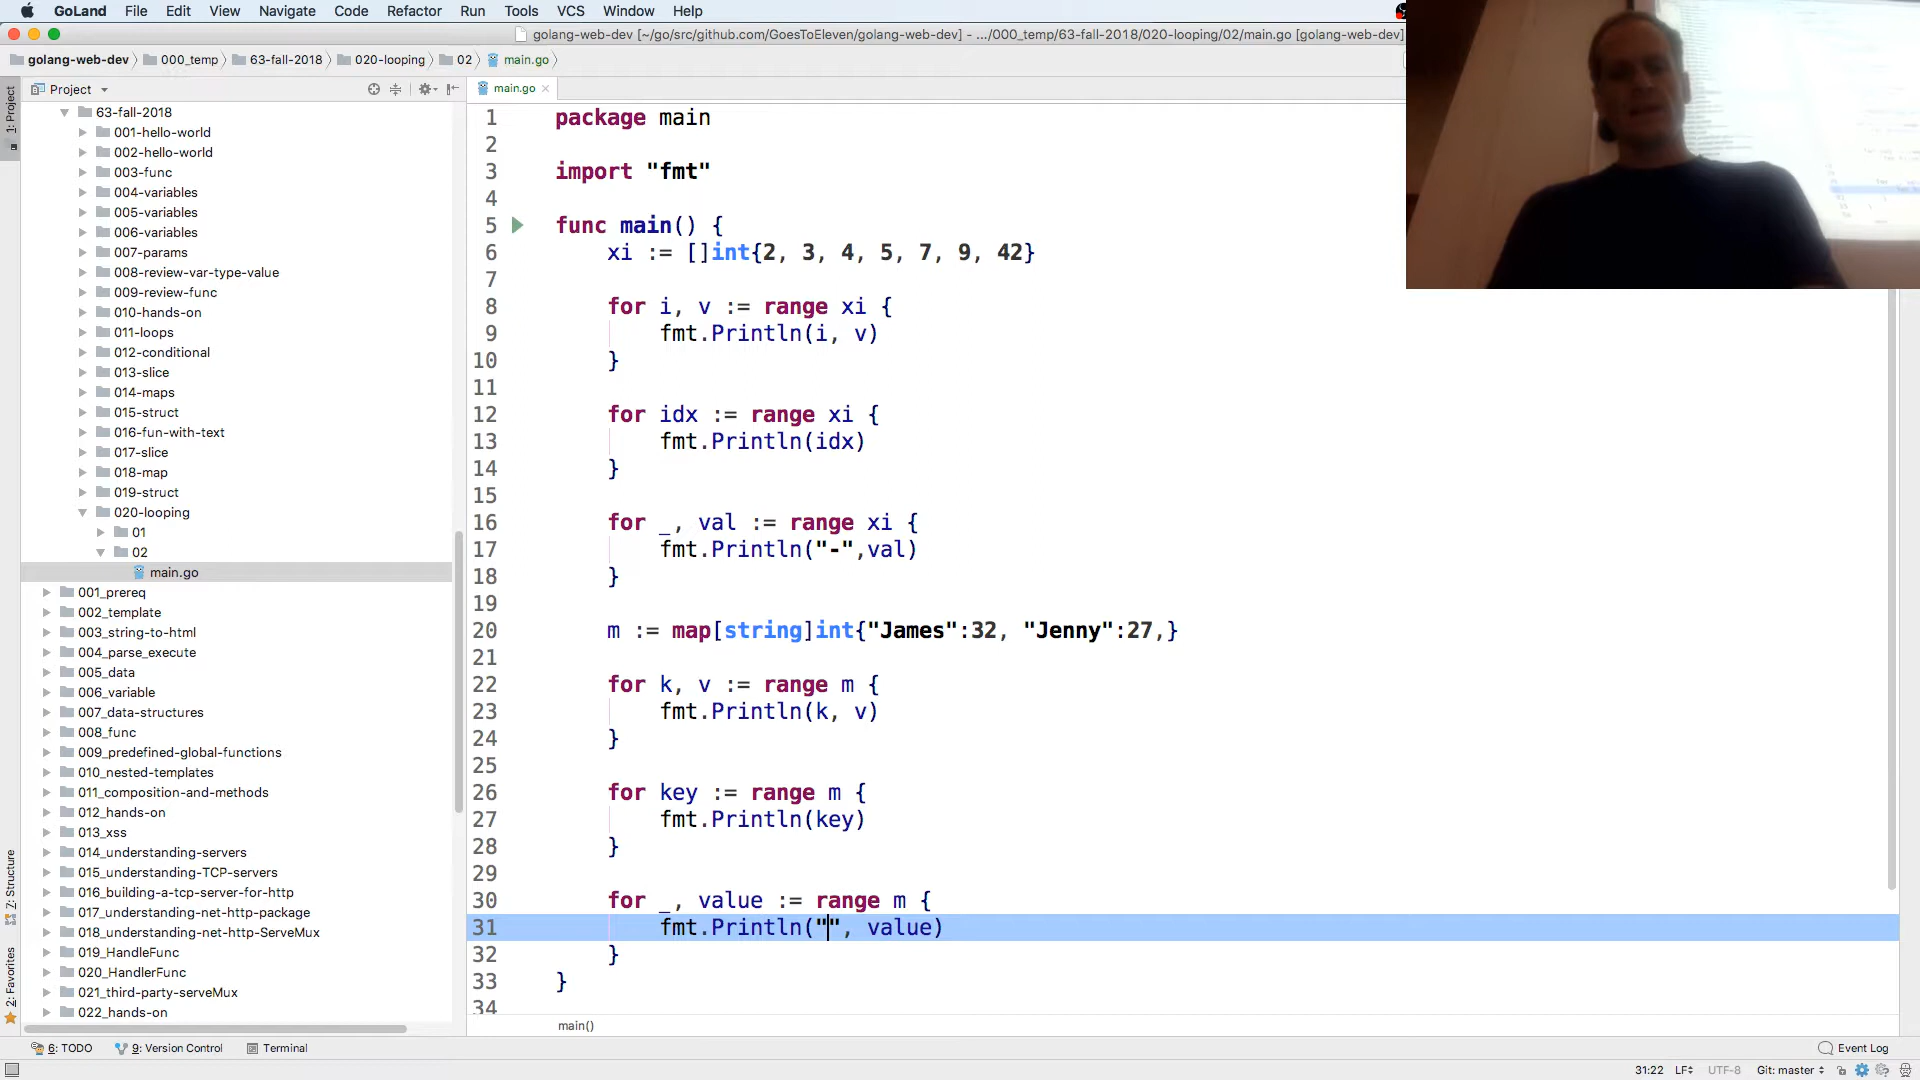 GoLand File Edit View Navigate Code Refactor Run Tools VCS Window Help
golang-web-dev [~/go/src/github.com/GoesToEleven/golang-web-dev] - .../000_temp/63-fall-2018/020-looping/02/main.go [golang-web-dev]
golang-web-dev 000_temp 63-fall-2018 020-looping 02 main.go
Project
main.go
1: Project
63-fall-2018
001-hello-world
002-hello-world
003-func
004-variables
005-variables
006-variables
007-params
008-review-var-type-value
009-review-func
010-hands-on
011-loops
012-conditional
013-slice
014-maps
015-struct
016-fun-with-text
017-slice
018-map
019-struct
020-looping
01
02
main.go
001_prereq
002_template
003_string-to-html
004_parse_execute
005_data
006_variable
007_data-structures
008_func
009_predefined-global-functions
010_nested-templates
011_composition-and-methods
012_hands-on
013_xss
014_understanding-servers
015_understanding-TCP-servers
016_building-a-tcp-server-for-http
017_understanding-net-http-package
018_understanding-net-http-ServeMux
019_HandleFunc
020_HandlerFunc
021_third-party-serveMux
022_hands-on
7: Structure
2: Favorites
1 package main
2
3 import "fmt"
4
5 func main() {
6 xi := []int{2, 3, 4, 5, 7, 9, 42}
7
8 for i, v := range xi {
9 fmt.Println(i, v)
10 }
11
12 for idx := range xi {
13 fmt.Println(idx)
14 }
15
16 for _, val := range xi {
17 fmt.Println("-",val)
18 }
19
20 m := map[string]int{"James":32, "Jenny":27,}
21
22 for k, v := range m {
23 fmt.Println(k, v)
24 }
25
26 for key := range m {
27 fmt.Println(key)
28 }
29
30 for _, value := range m {
31 fmt.Println("", value)
32 }
33 }
34
main()
6: TODO 9: Version Control Terminal Event Log
31:22 LF UTF-8 Git: master